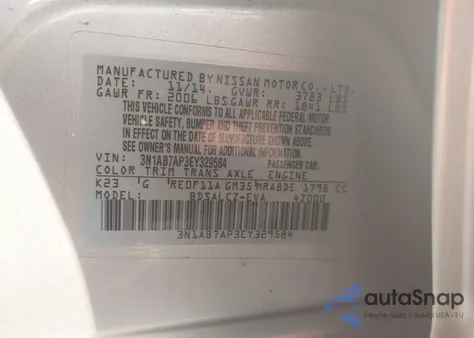 MANUFACTURED BY NISSAN MOTOR CO., LTD.
DATE: 11/14 GVWR: 3783 LBS
GAWR FR: 2006 LBS GAWR RR: 1841 LBS
THIS VEHICLE CONFORMS TO ALL APPLICABLE FEDERAL MOTOR
VEHICLE SAFETY, BUMPER AND THEFT PREVENTION STANDARDS
IN EFFECT ON THE DATE OF MANUFACTURE SHOWN ABOVE.
SEE OWNER'S MANUAL FOR ADDITIONAL INFORMATION.
VIN: 3N1AB7AP3EY329584 PASSENGER CAR.
COLOR TRIM TRANS AXLE ENGINE
K23 G RE0F11A GM35 MRA8DE 1798 CC
MODEL: BDSALCZ-EVA 47000
3N1AB7AP3EY329584
autoSnap
USA i EU